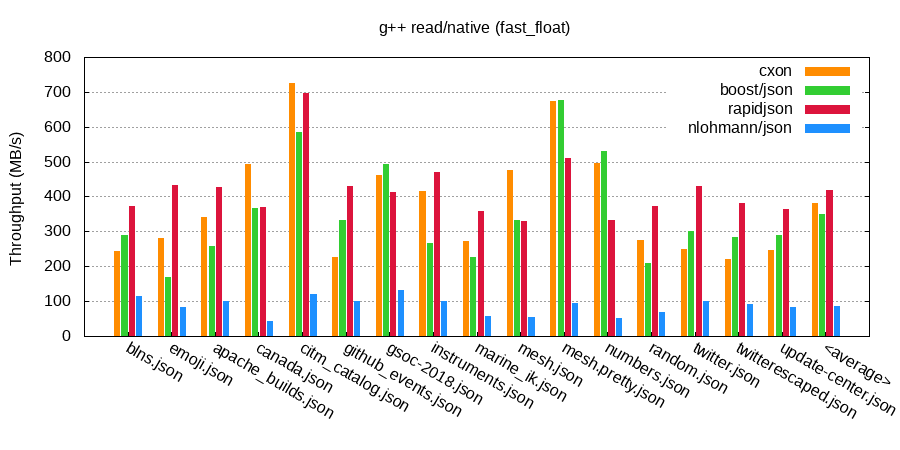 g++ read/native (fast_float)
Throughput (MB/s)
800
700
600
500
400
300
200
100
0
cxon
boost/json
rapidjson
nlohmann/json
blns.json
emoji.json
apache_builds.json
canada.json
citm_catalog.json
github_events.json
gsoc-2018.json
instruments.json
marine_ik.json
mesh.json
mesh.pretty.json
numbers.json
random.json
twitter.json
twitterescaped.json
update-center.json
<average>